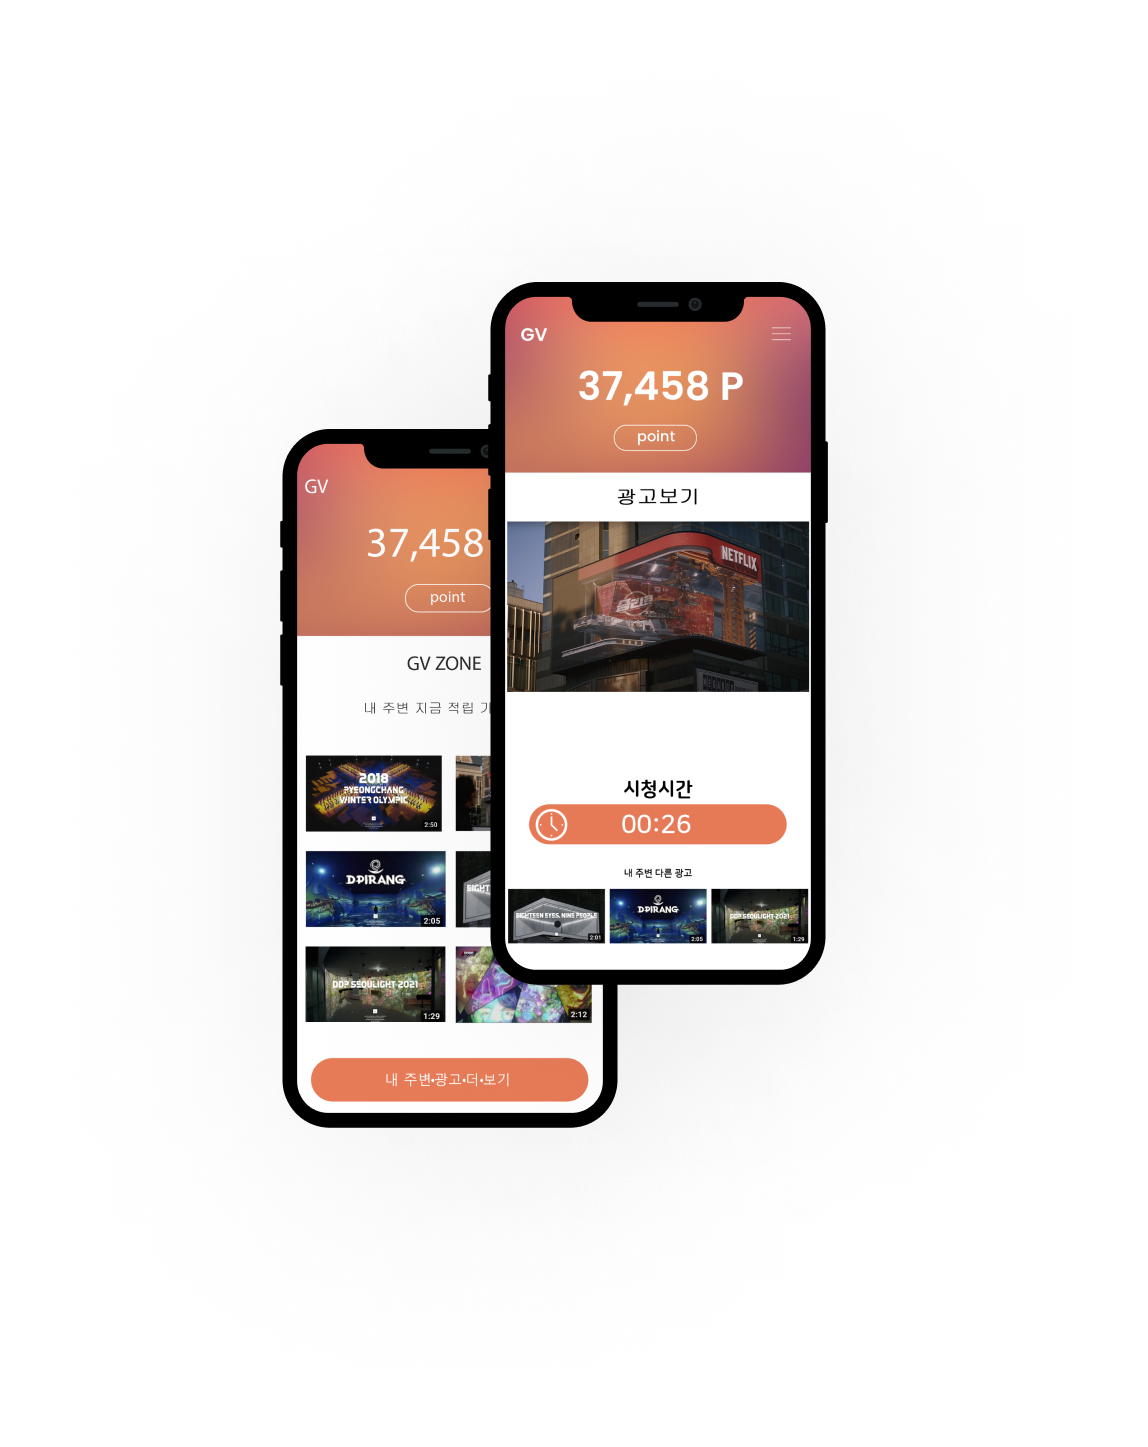 GV
37,458 P
point
광고보기
NETFLIX
시청시간
00:26
내 주변 다른 광고
EIGHTEEN EYES, NINE PEOPLE
2:01
DPIRANG
2:05
DDP SEOULIGHT 2021
1:29
GV
37,458
point
GV ZONE
내 주변 지금 적립
2018
PYEONGCHANG
WINTER OLYMPIC
2:50
DPIRANG
2:05
EIGHT
DDP SEOULIGHT 2021
1:29
2:12
내 주변•광고•더•보기